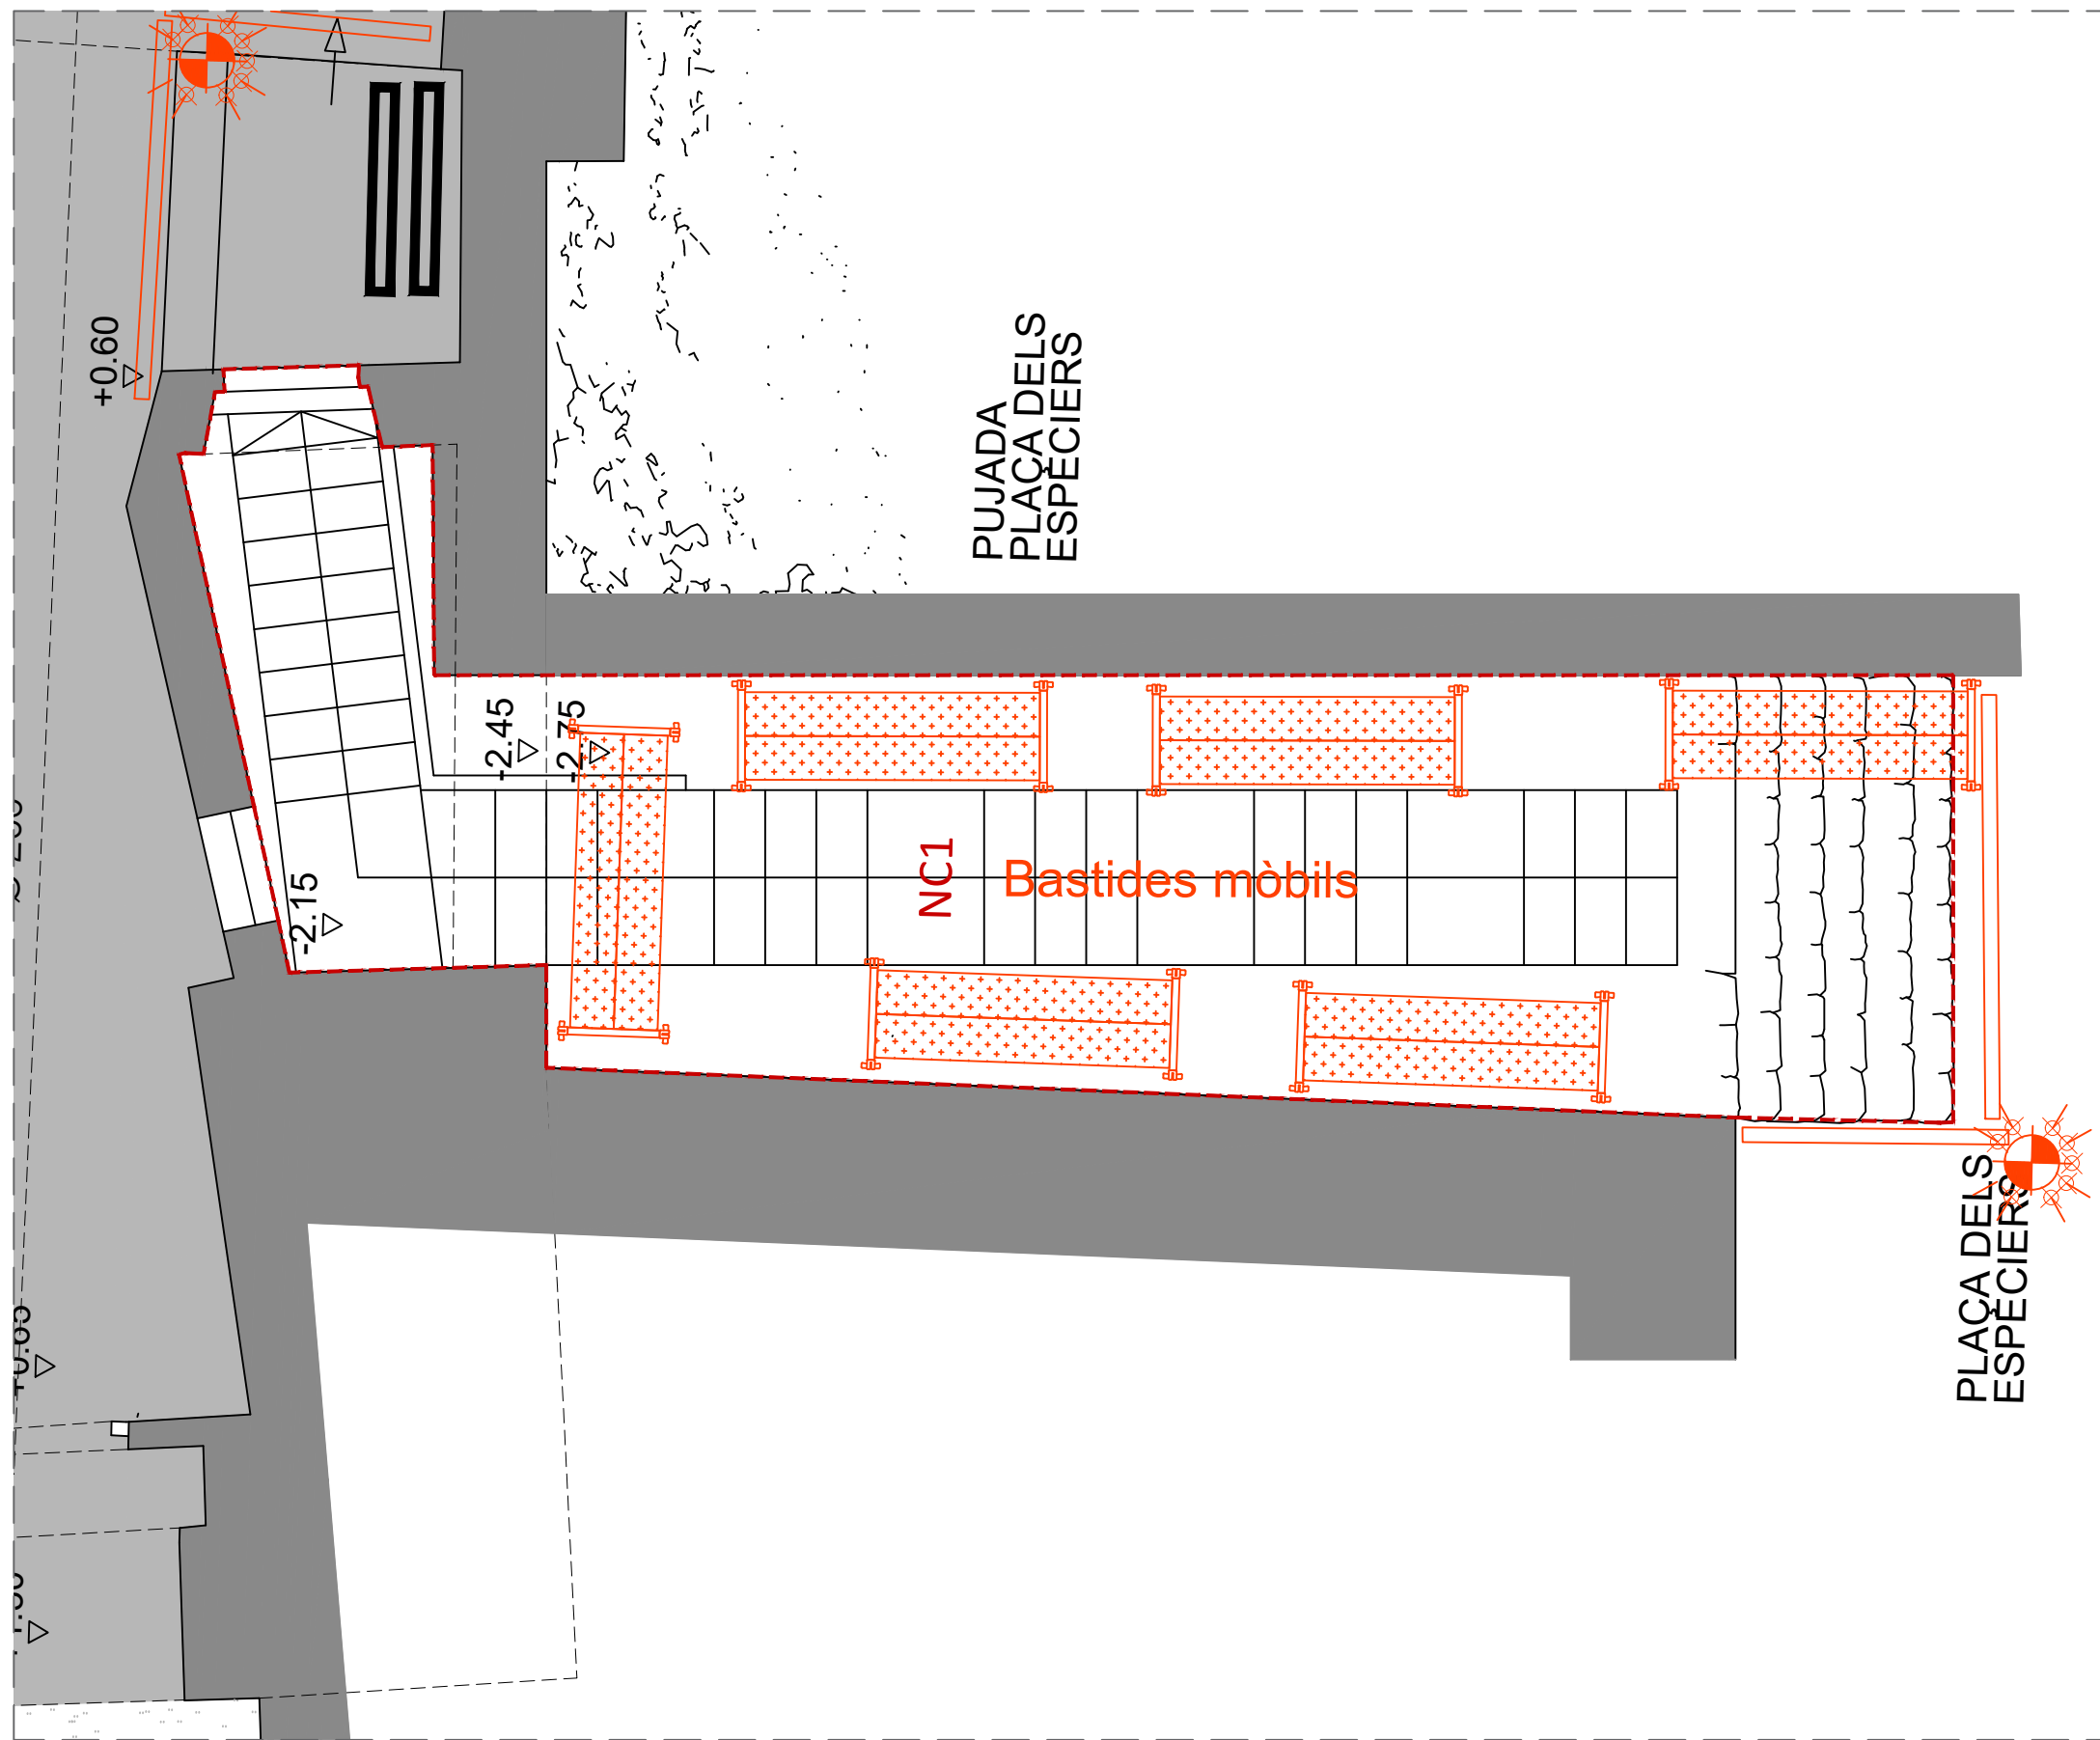 +0.60
PUJADA
PLAÇA DELS
ESPECIERS
-2.45
-2.75
NC1
Bastides mòbils
-2.15
PLAÇA DELS
ESPECIERS